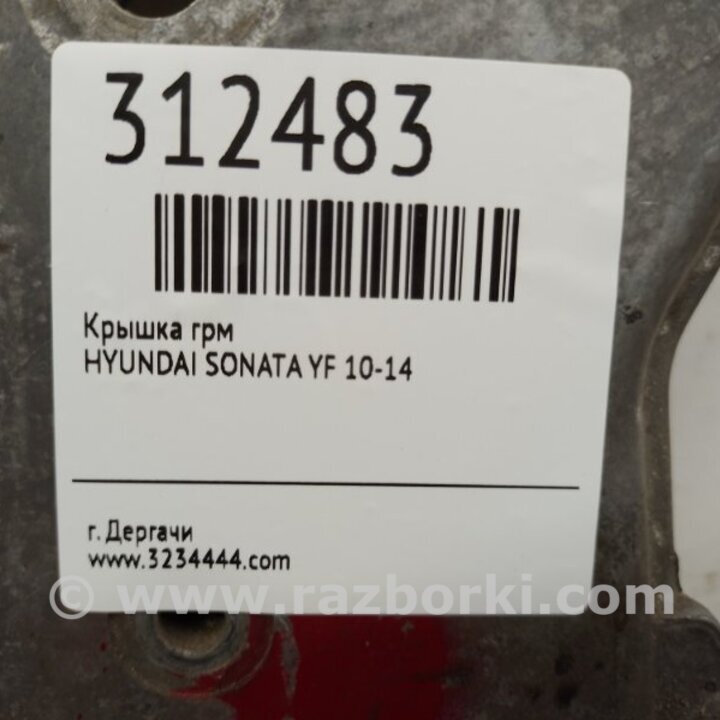 312483
Крышка грм
HYUNDAI SONATA YF 10-14
г. Дергачи
www.3234444.com
© www.razborki.com